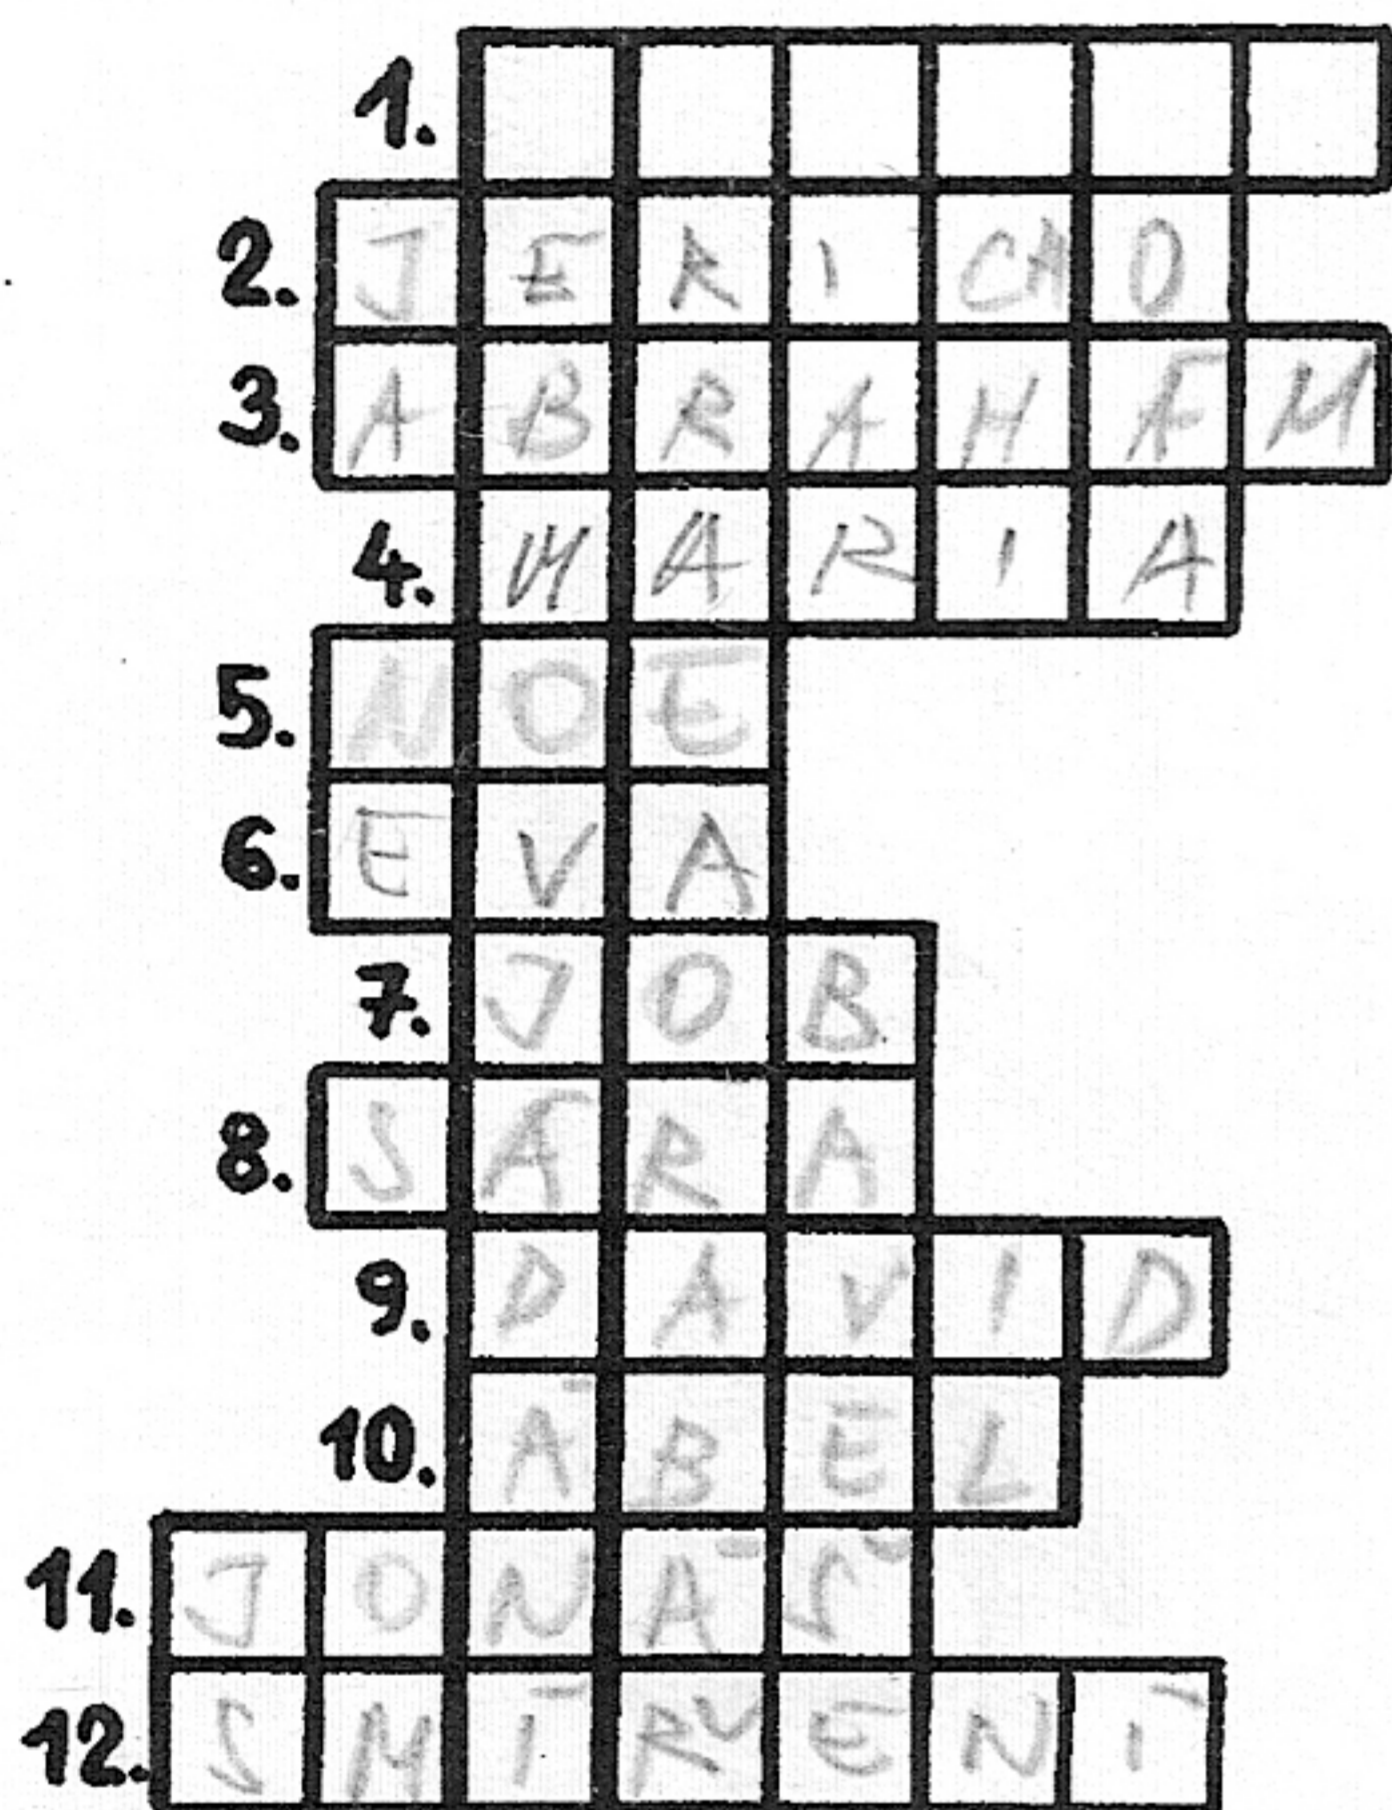 1.
2. JERICHO
3. ABRAHÁM
4. MARIA
5. NOE
6. EVA
7. JOB
8. SÁRA
9. DAVID
10. ÁBEL
11. JONÁŠ
12. SMÍŘENÍ